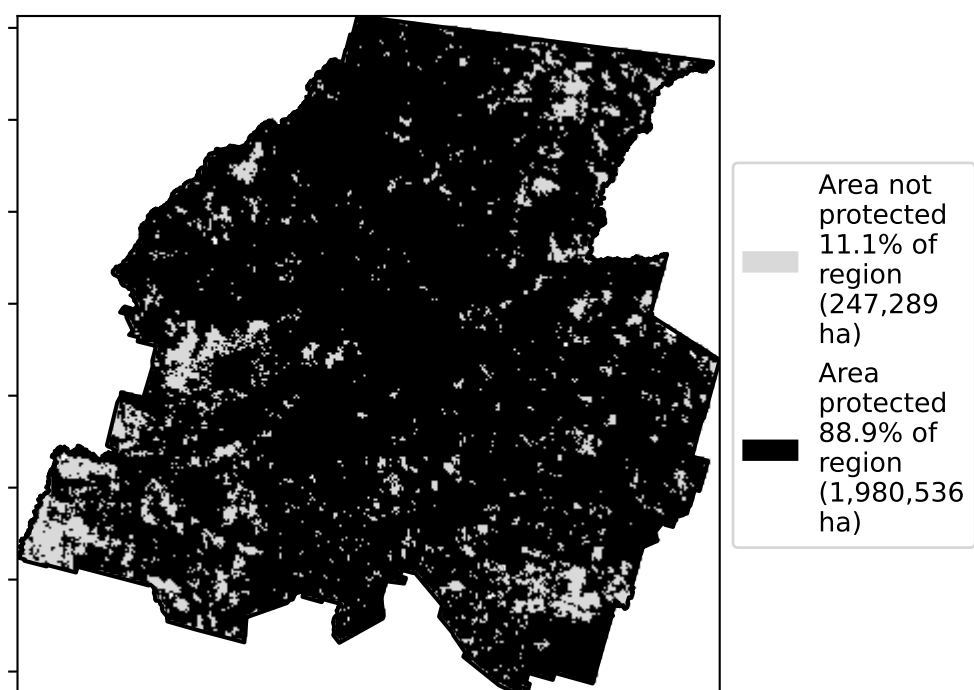 Area not
protected
11.1% of
region
(247,289
ha)
Area
protected
88.9% of
region
(1,980,536
ha)